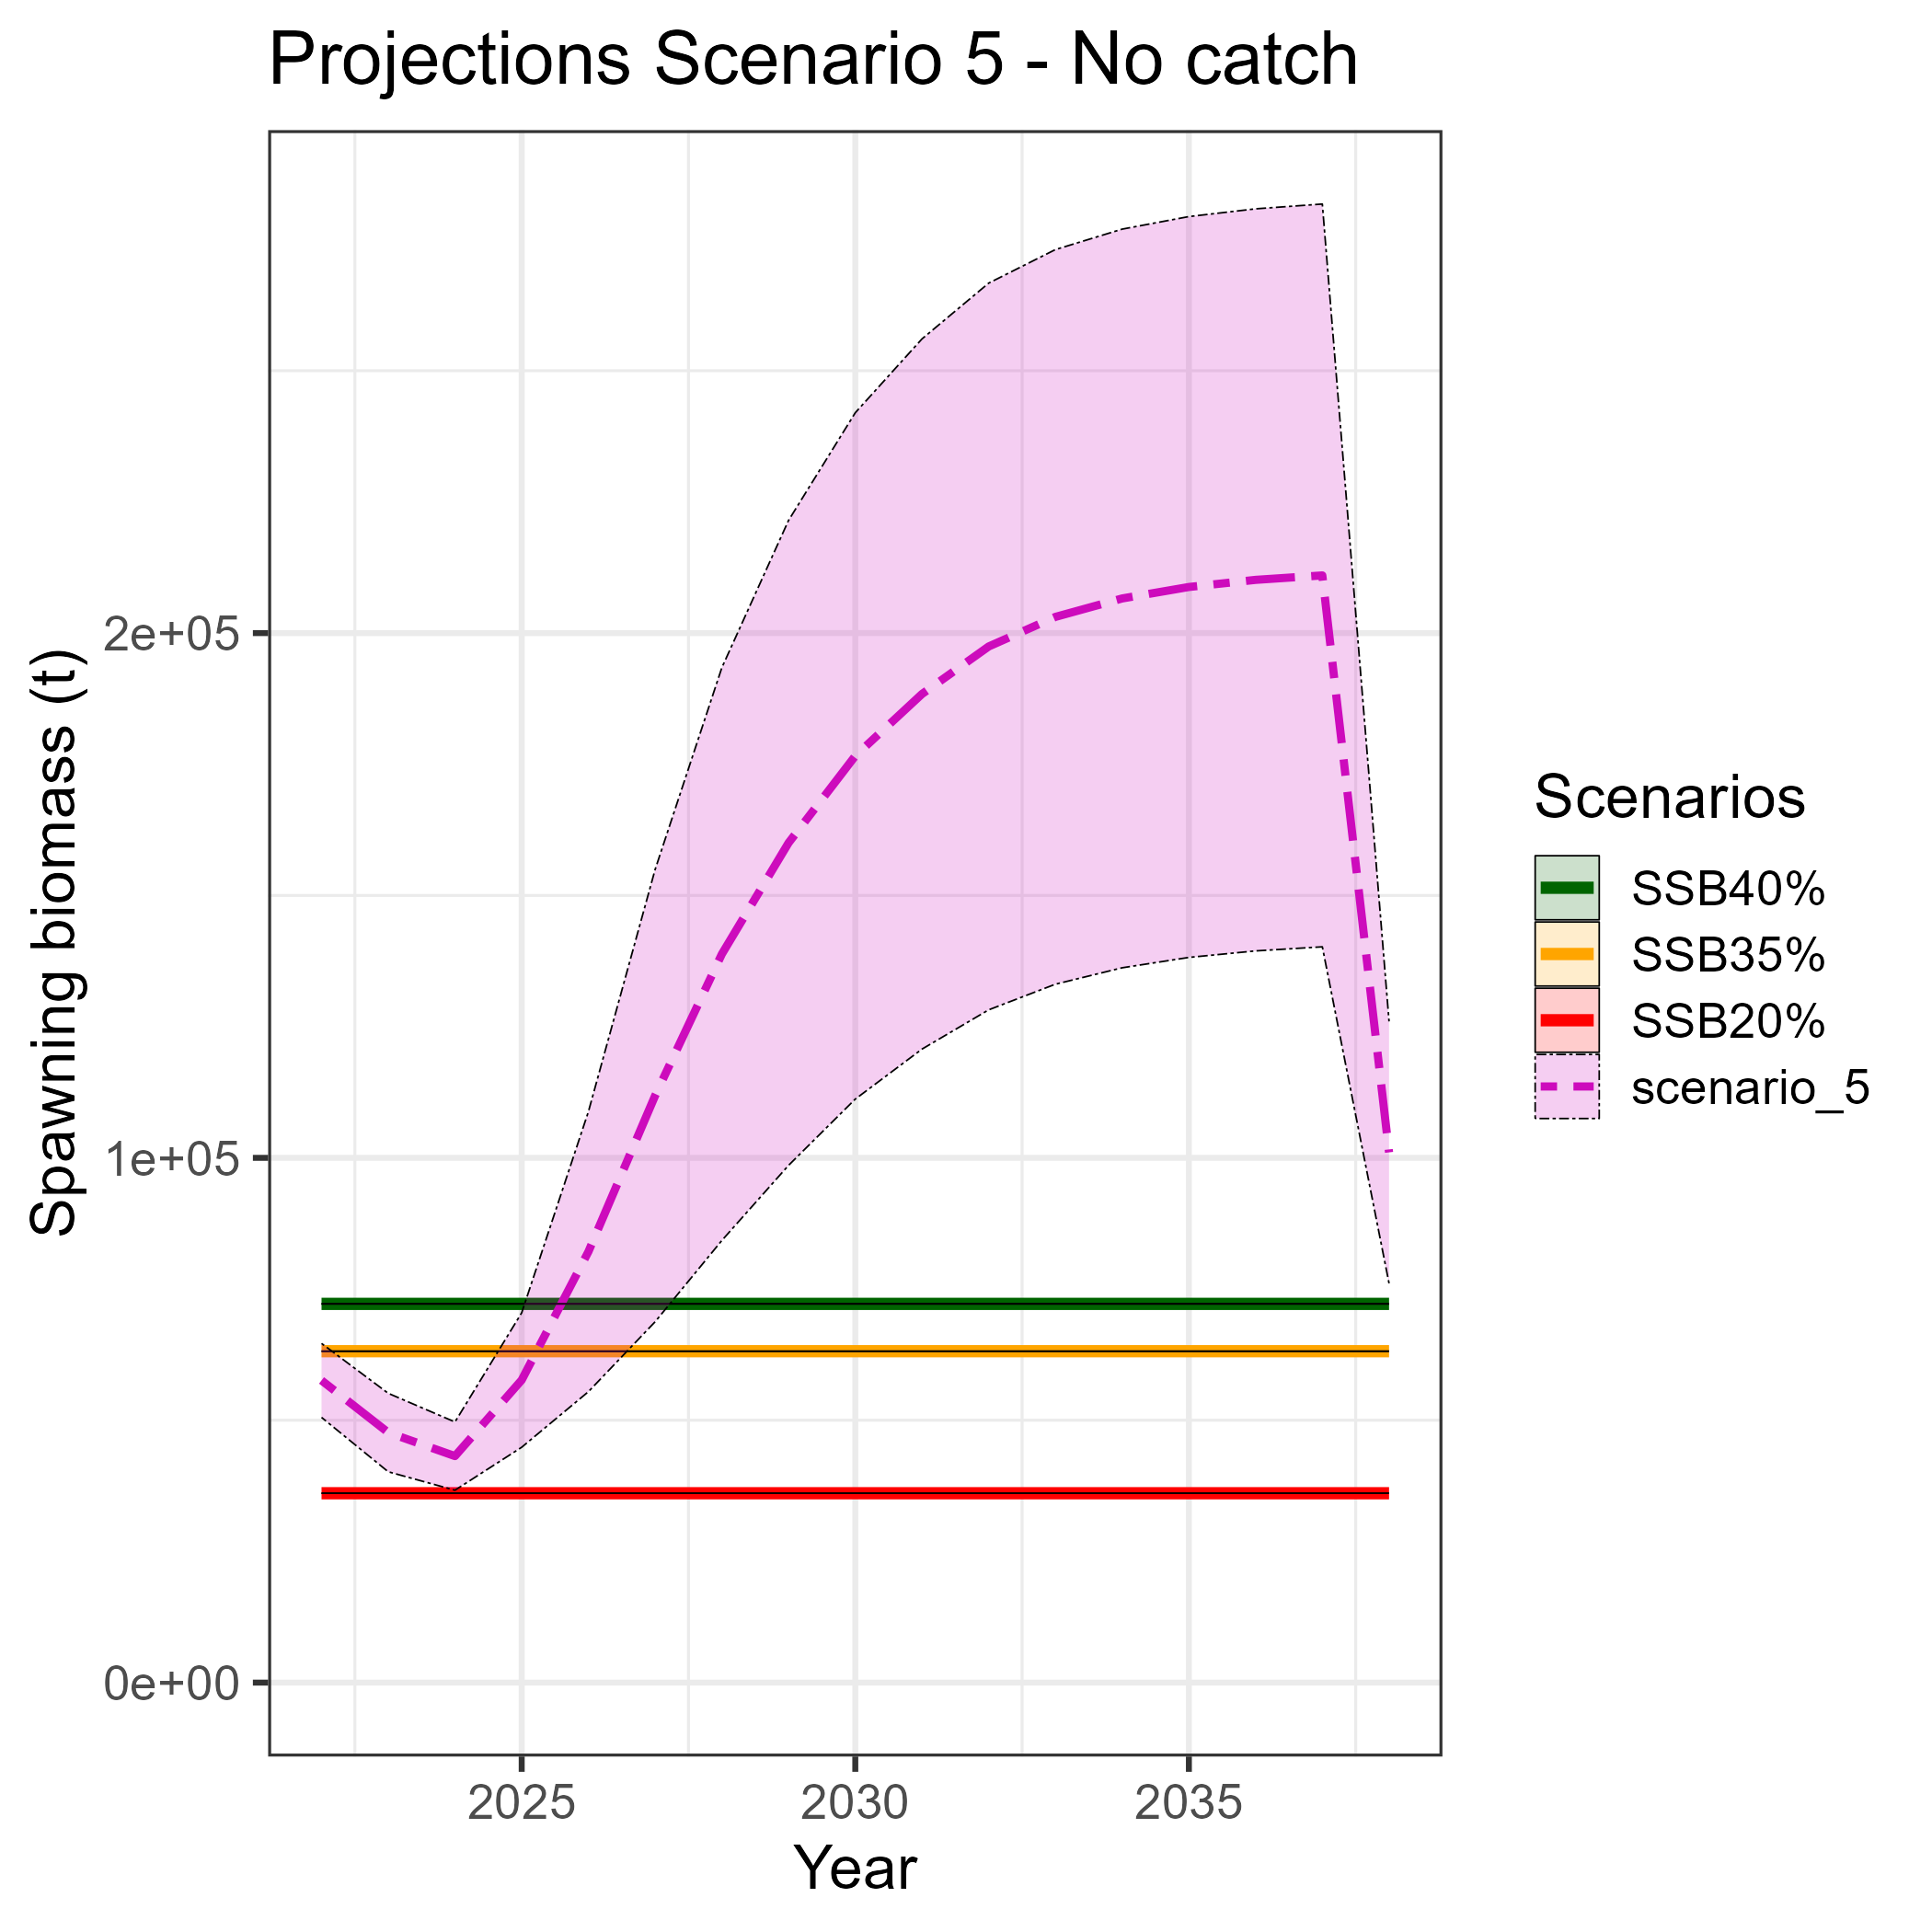 Projections Scenario 5 - No catch
Spawning biomass (t)
2e+05
1e+05
0e+00
2025
2030
2035
Year
Scenarios
SSB40%
SSB35%
SSB20%
scenario_5